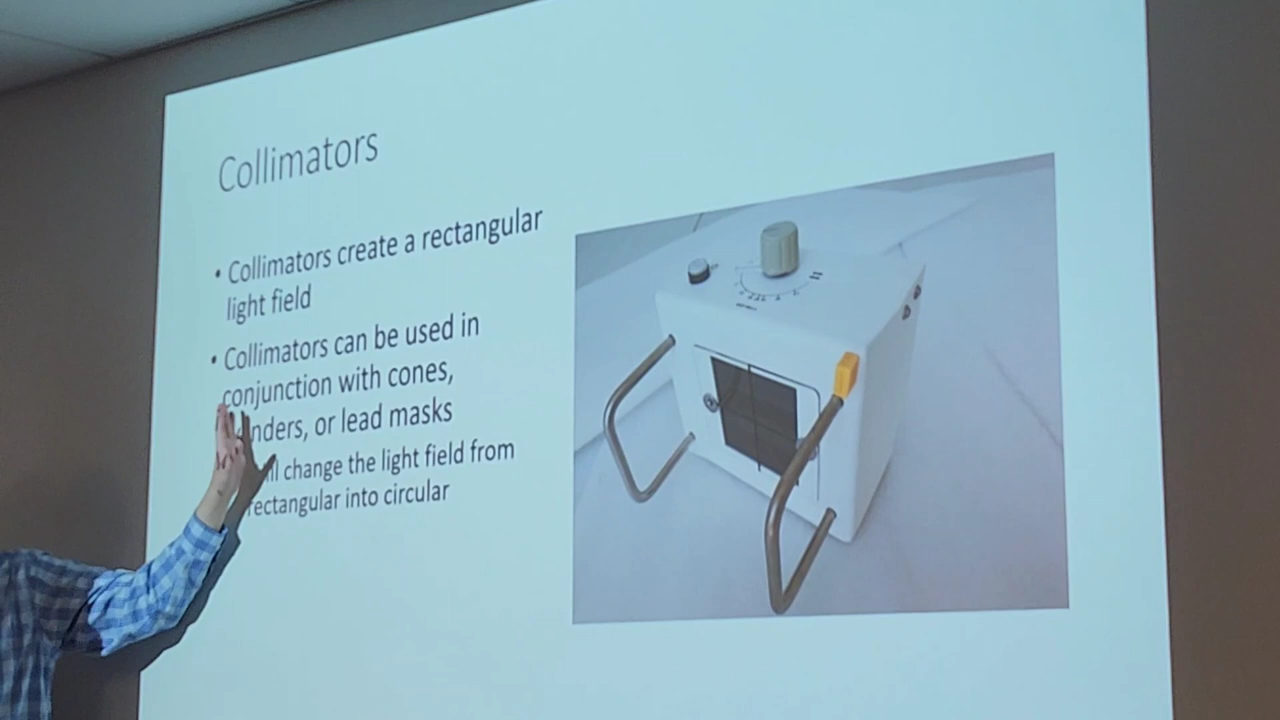 Collimators
• Collimators create a rectangular
light field
• Collimators can be used in
conjunction with cones,
or lead masks
change the light field from
rectangular into circular